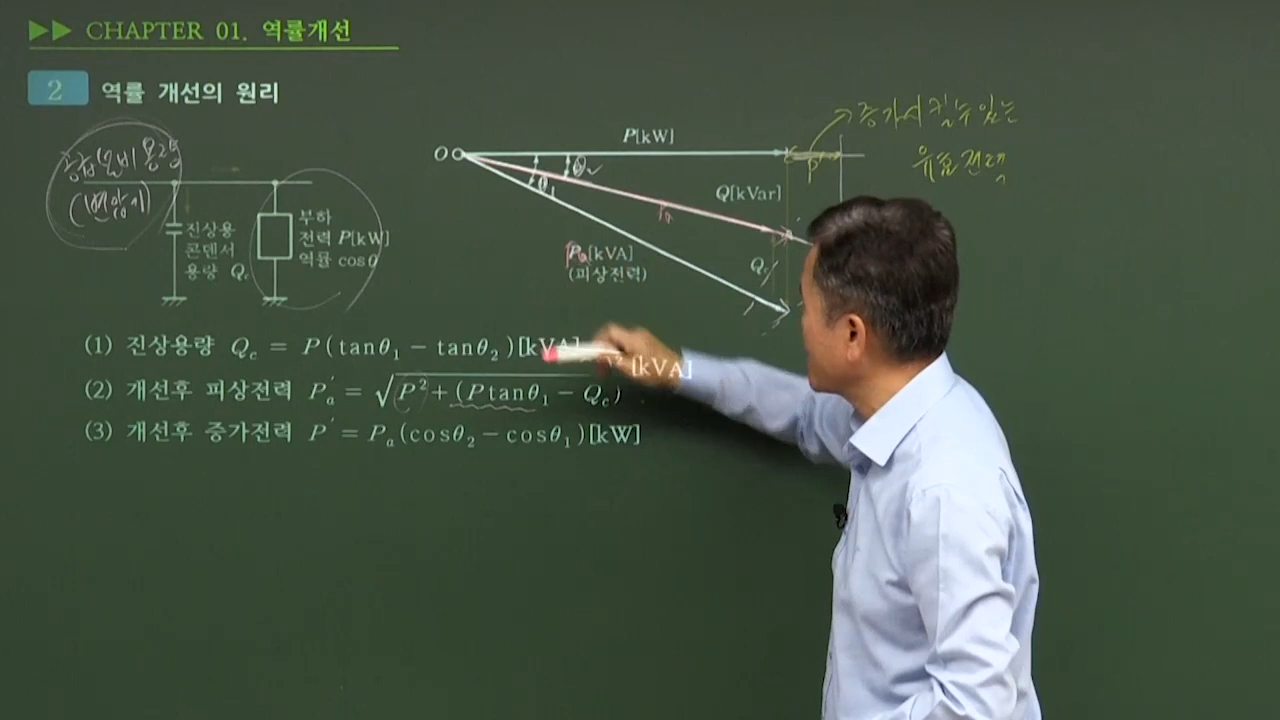 ▶▶ CHAPTER 01. 역률개선
2 역률 개선의 원리
공급설비용량
(변압기)
진상용
콘덴서
용량 Qc
부하
전력 P[kW]
역률 cosθ
O
P[kW]
θ1
θ2
Q[kVar]
Pa[kVA]
(피상전력)
Qc
P'
증가시킬 수 있는
유효전력
(1) 진상용량 Qc = P(tanθ1 − tanθ2)[kVA]
(2) 개선후 피상전력 Pa′ = √P² + (Ptanθ1 − Qc)² [kVA]
(3) 개선후 증가전력 P′ = Pa(cosθ2 − cosθ1)[kW]